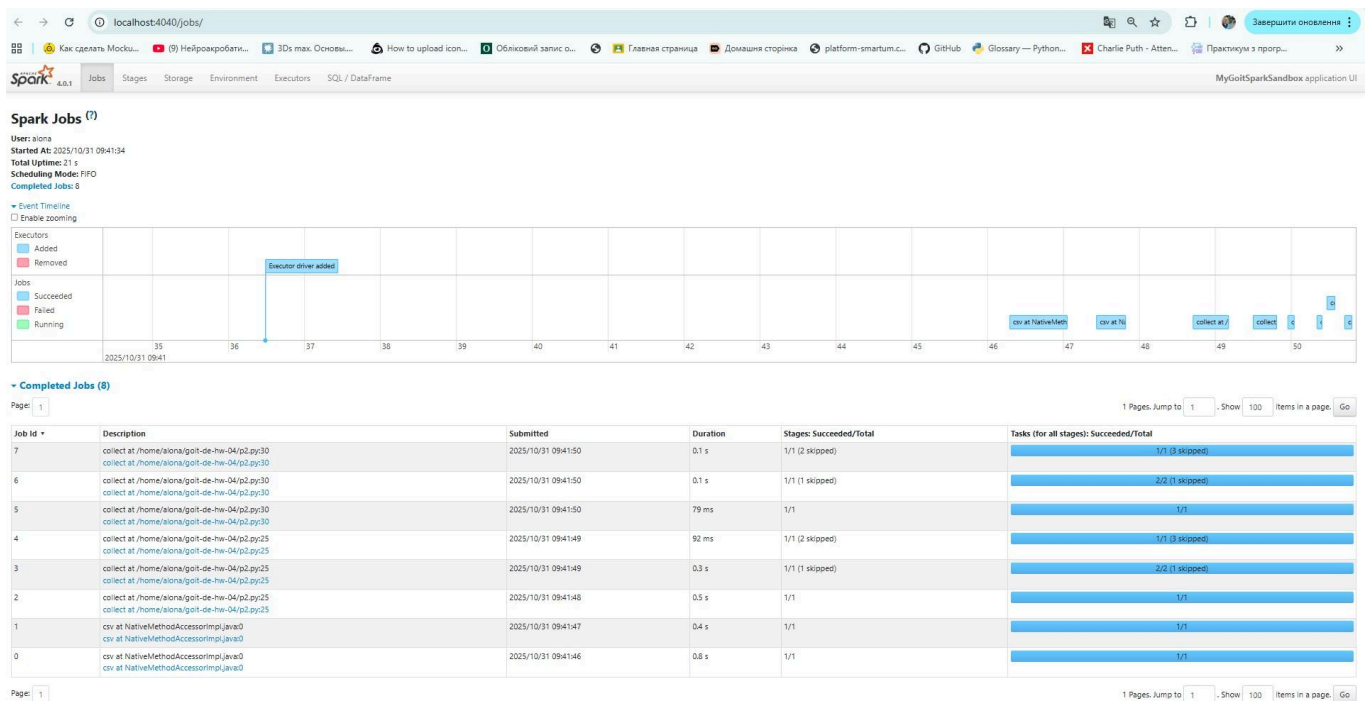 localhost:4040/jobs/
Завершити оновлення
Как сделать Mocku...
(9) Нейроакробати...
3Ds max. Основы....
How to upload icon...
Обліковий запис о...
Главная страница
Домашня сторінка
platform-smartum.c...
GitHub
Glossary — Python...
Charlie Puth - Atten...
Практикум з прогр...
»
APACHE Spark 4.0.1
Jobs
Stages
Storage
Environment
Executors
SQL / DataFrame
MyGoitSparkSandbox application UI
Spark Jobs (?)
User: alona
Started At: 2025/10/31 09:41:34
Total Uptime: 21 s
Scheduling Mode: FIFO
Completed Jobs: 8
Event Timeline
Enable zooming
Executors
Added
Removed
Executor driver added
Jobs
Succeeded
Failed
Running
csv at NativeMeth
csv at Na
collect at /
collect
c
c
35 36 37 38 39 40 41 42 43 44 45 46 47 48 49 50
2025/10/31 09:41
Completed Jobs (8)
Page: 1
1 Pages. Jump to 1 . Show 100 items in a page. Go
Job Id Description Submitted Duration Stages: Succeeded/Total Tasks (for all stages): Succeeded/Total
7 collect at /home/alona/goit-de-hw-04/p2.py:30 2025/10/31 09:41:50 0.1 s 1/1 (2 skipped) 1/1 (3 skipped)
collect at /home/alona/goit-de-hw-04/p2.py:30
6 collect at /home/alona/goit-de-hw-04/p2.py:30 2025/10/31 09:41:50 0.1 s 1/1 (1 skipped) 2/2 (1 skipped)
collect at /home/alona/goit-de-hw-04/p2.py:30
5 collect at /home/alona/goit-de-hw-04/p2.py:30 2025/10/31 09:41:50 79 ms 1/1 1/1
collect at /home/alona/goit-de-hw-04/p2.py:30
4 collect at /home/alona/goit-de-hw-04/p2.py:25 2025/10/31 09:41:49 92 ms 1/1 (2 skipped) 1/1 (3 skipped)
collect at /home/alona/goit-de-hw-04/p2.py:25
3 collect at /home/alona/goit-de-hw-04/p2.py:25 2025/10/31 09:41:49 0.3 s 1/1 (1 skipped) 2/2 (1 skipped)
collect at /home/alona/goit-de-hw-04/p2.py:25
2 collect at /home/alona/goit-de-hw-04/p2.py:25 2025/10/31 09:41:48 0.5 s 1/1 1/1
collect at /home/alona/goit-de-hw-04/p2.py:25
1 csv at NativeMethodAccessorImpl.java:0 2025/10/31 09:41:47 0.4 s 1/1 1/1
csv at NativeMethodAccessorImpl.java:0
0 csv at NativeMethodAccessorImpl.java:0 2025/10/31 09:41:46 0.8 s 1/1 1/1
csv at NativeMethodAccessorImpl.java:0
Page: 1
1 Pages. Jump to 1 . Show 100 items in a page. Go